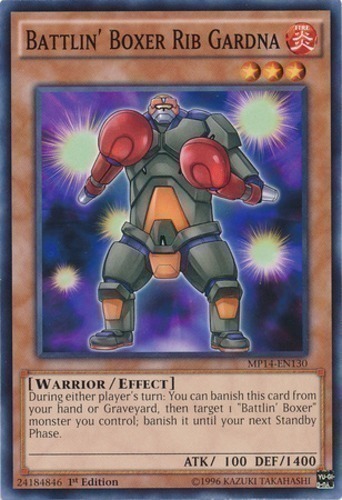 BATTLIN' BOXER RIB GARDNA
FIRE
炎
MP14-EN130
[WARRIOR / EFFECT]
During either player's turn: You can banish this card from
your hand or Graveyard, then target 1 "Battlin' Boxer"
monster you control; banish it until your next Standby
Phase.
ATK/ 100 DEF/1400
24184846 1st Edition ©1996 KAZUKI TAKAHASHI